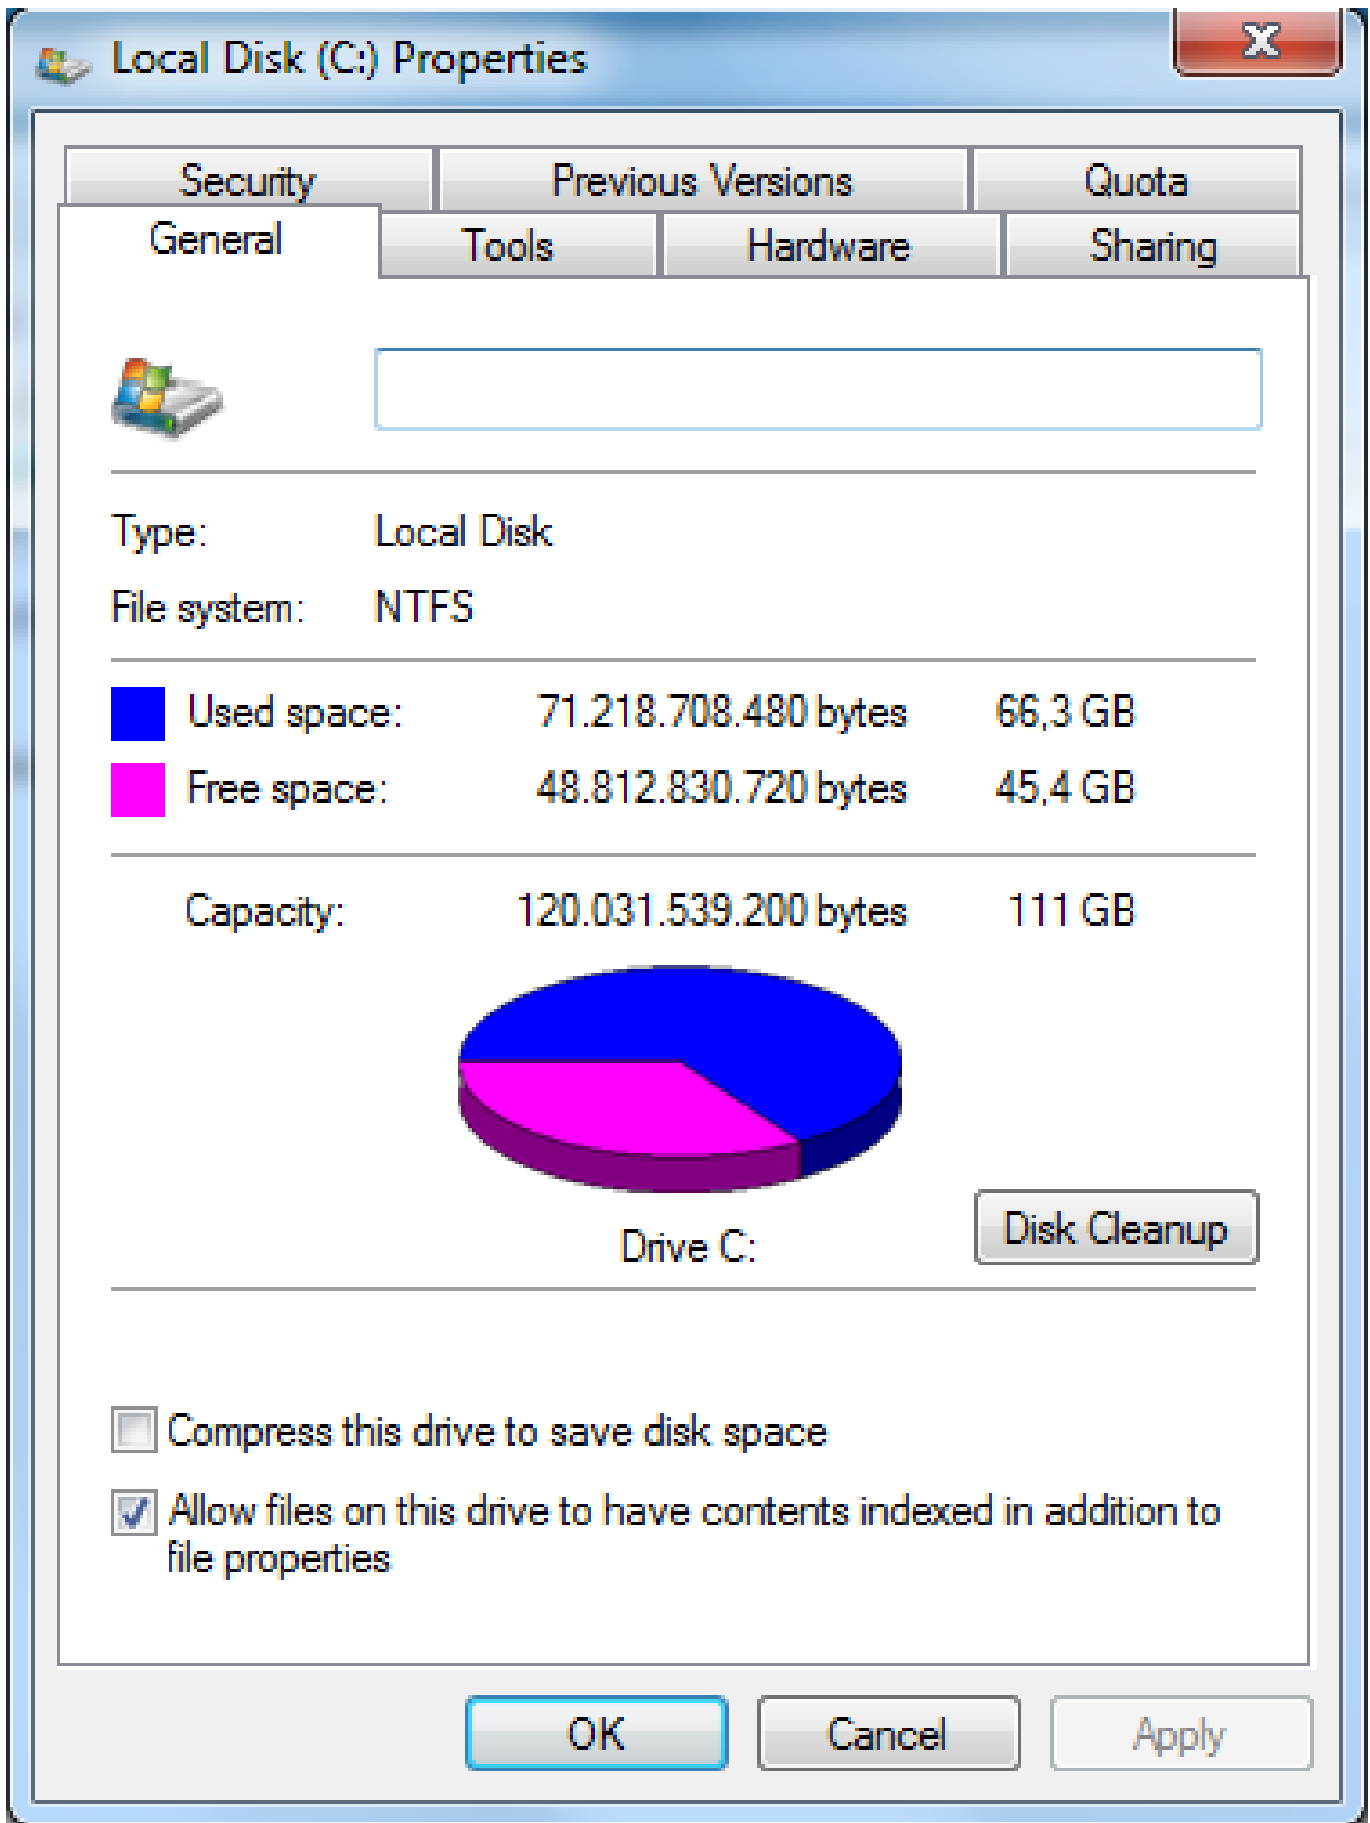 Local Disk (C:) Properties
Security Previous Versions Quota
General Tools Hardware Sharing
Type: Local Disk
File system: NTFS
Used space: 71.218.708.480 bytes 66,3 GB
Free space: 48.812.830.720 bytes 45,4 GB
Capacity: 120.031.539.200 bytes 111 GB
Drive C:
Disk Cleanup
Compress this drive to save disk space
Allow files on this drive to have contents indexed in addition to
file properties
OK Cancel Apply